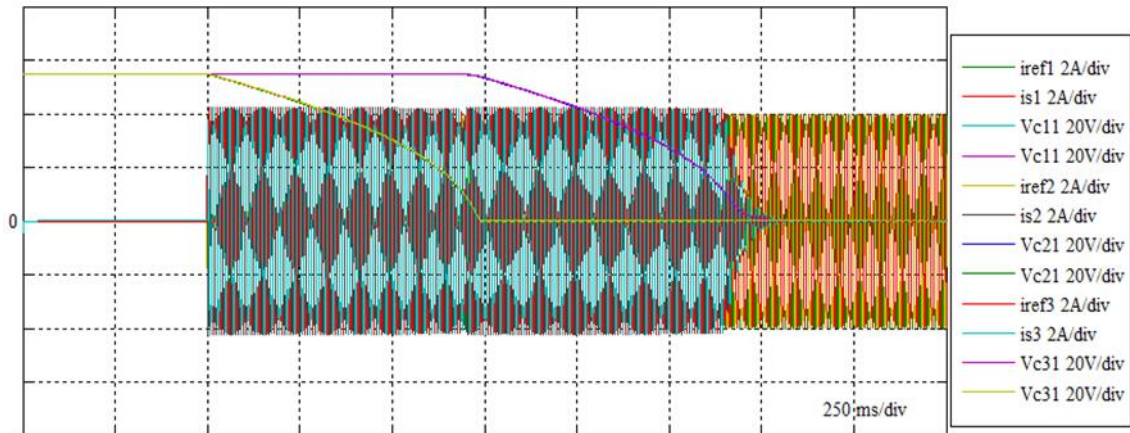 0
250 ms/div
iref1 2A/div
is1 2A/div
Vc11 20V/div
Vc11 20V/div
iref2 2A/div
is2 2A/div
Vc21 20V/div
Vc21 20V/div
iref3 2A/div
is3 2A/div
Vc31 20V/div
Vc31 20V/div